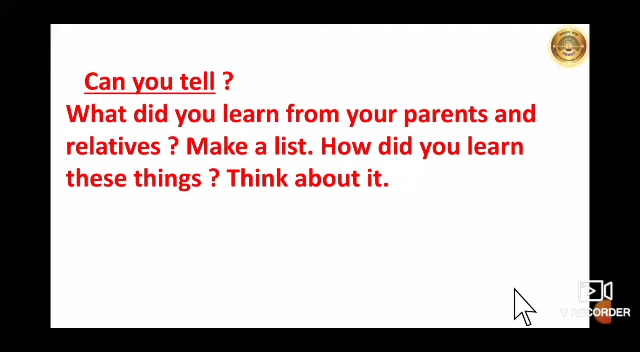 Can you tell ?
What did you learn from your parents and
relatives ? Make a list. How did you learn
these things ? Think about it.
V RECORDER